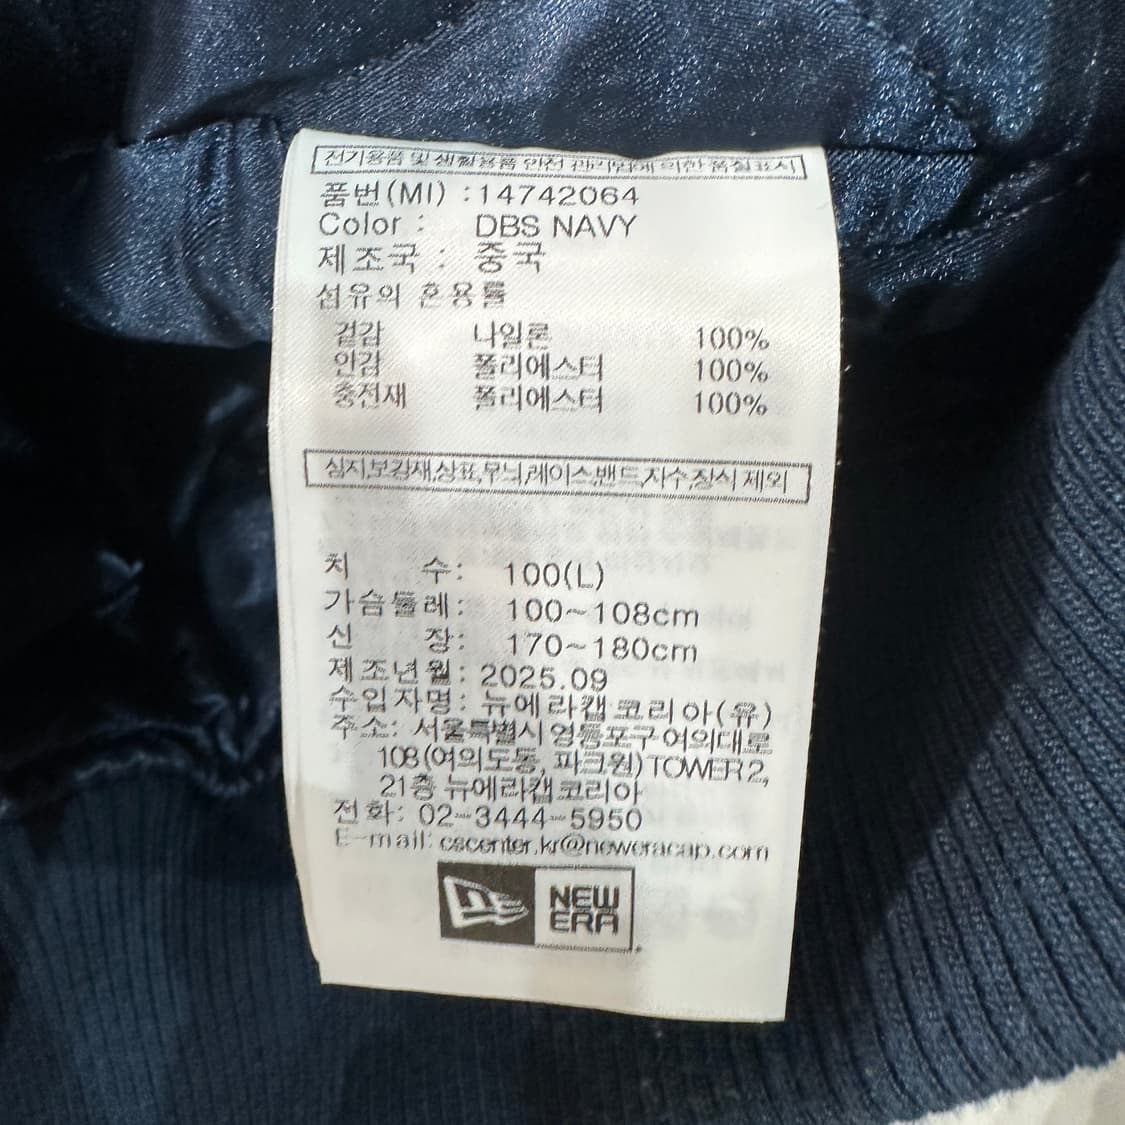 전기용품 및 생활용품 안전 관리법에 의한 품질표시
품번(MI) :14742064
Color : DBS NAVY
제조국 : 중국
섬유의 혼용률
겉감 나일론 100%
안감 폴리에스터 100%
충전재 폴리에스터 100%
심지,보강재,상표,무늬,레이스,밴드,자수,장식 제외
치 수: 100(L)
가슴둘레: 100~108cm
신 장: 170~180cm
제조년월: 2025.09
수입자명: 뉴에라캡코리아(유)
주소: 서울특별시 영등포구 여의대로
108(여의도동, 파크원)TOWER 2,
21층 뉴에라캡코리아
전화: 02-3444-5950
E-mail: cscenter.kr@neweracap.com
NEW
ERA